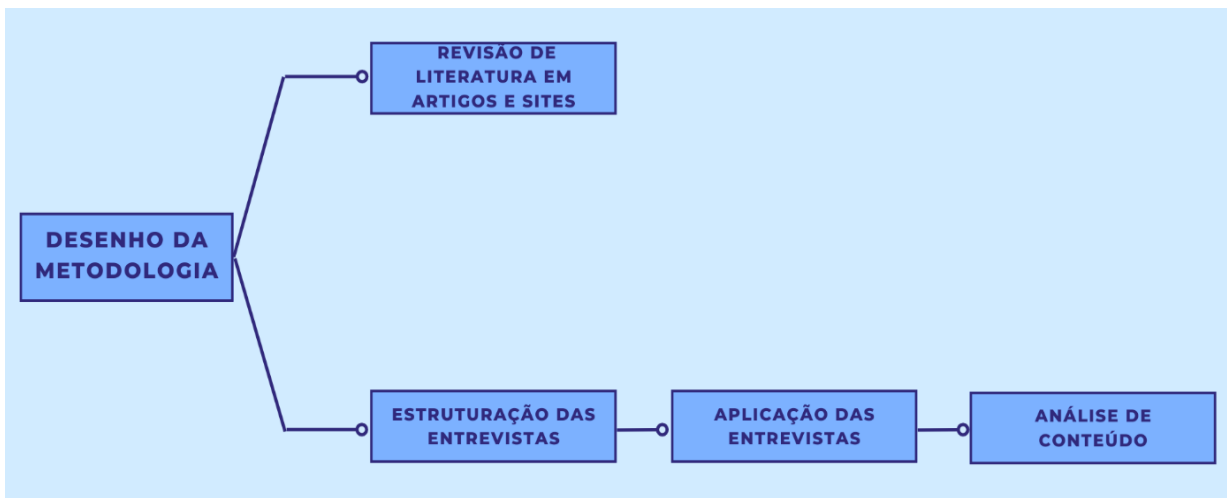 REVISÃO DE
LITERATURA EM
ARTIGOS E SITES
DESENHO DA
METODOLOGIA
ESTRUTURAÇÃO DAS
ENTREVISTAS
APLICAÇÃO DAS
ENTREVISTAS
ANÁLISE DE
CONTEÚDO